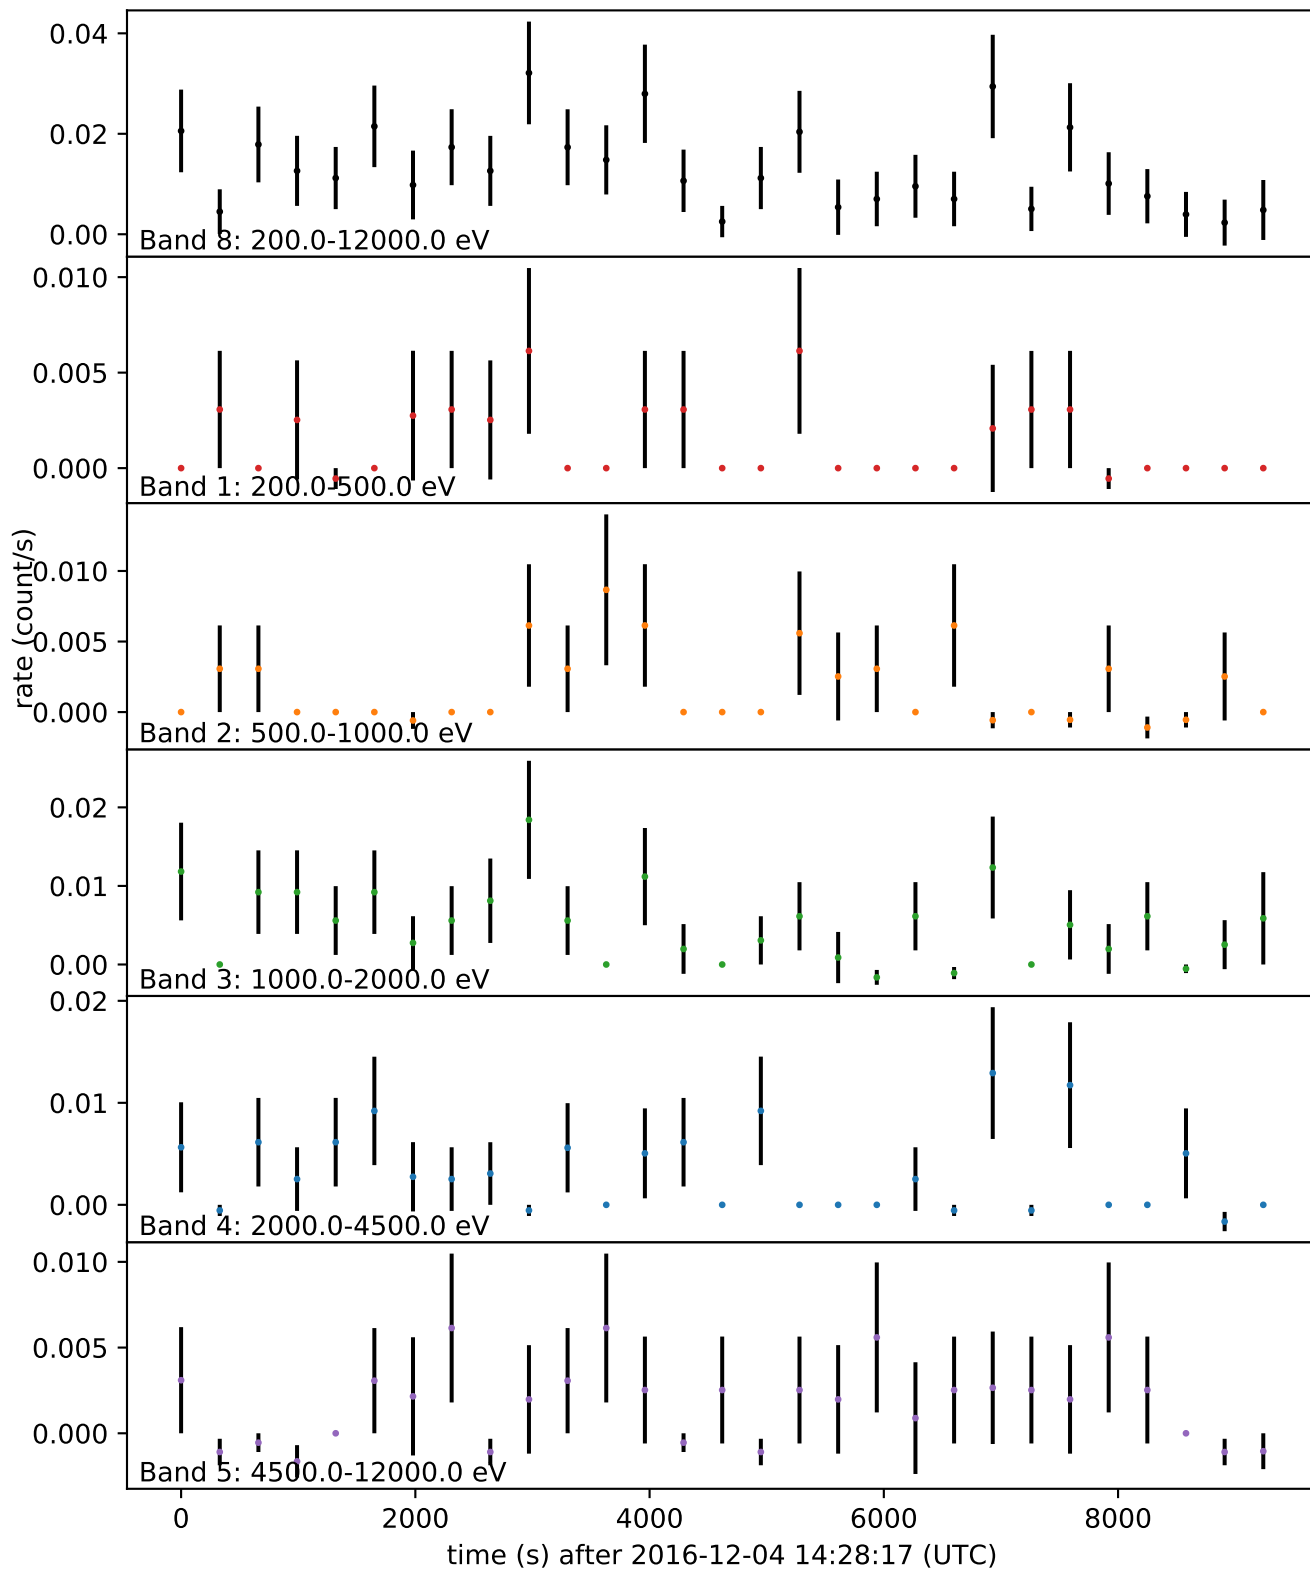 0.04
0.02
0.00
Band 8: 200.0-12000.0 eV
0.010
0.005
0.000
Band 1: 200.0-500.0 eV
rate (count/s)
0.010
0.005
0.000
Band 2: 500.0-1000.0 eV
0.02
0.01
0.00
Band 3: 1000.0-2000.0 eV
0.02
0.01
0.00
Band 4: 2000.0-4500.0 eV
0.010
0.005
0.000
Band 5: 4500.0-12000.0 eV
0 2000 4000 6000 8000
time (s) after 2016-12-04 14:28:17 (UTC)